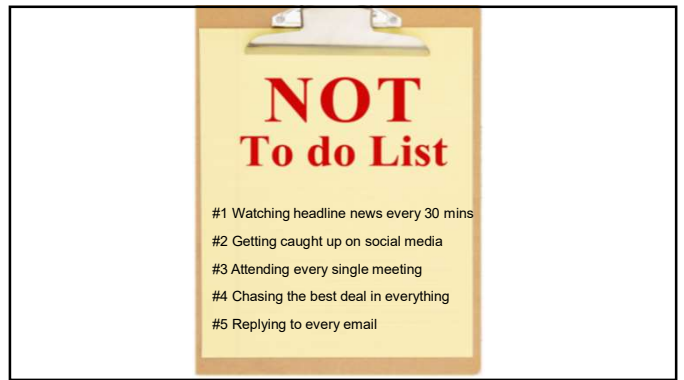 NOT
To do List
#1 Watching headline news every 30 mins
#2 Getting caught up on social media
#3 Attending every single meeting
#4 Chasing the best deal in everything
#5 Replying to every email